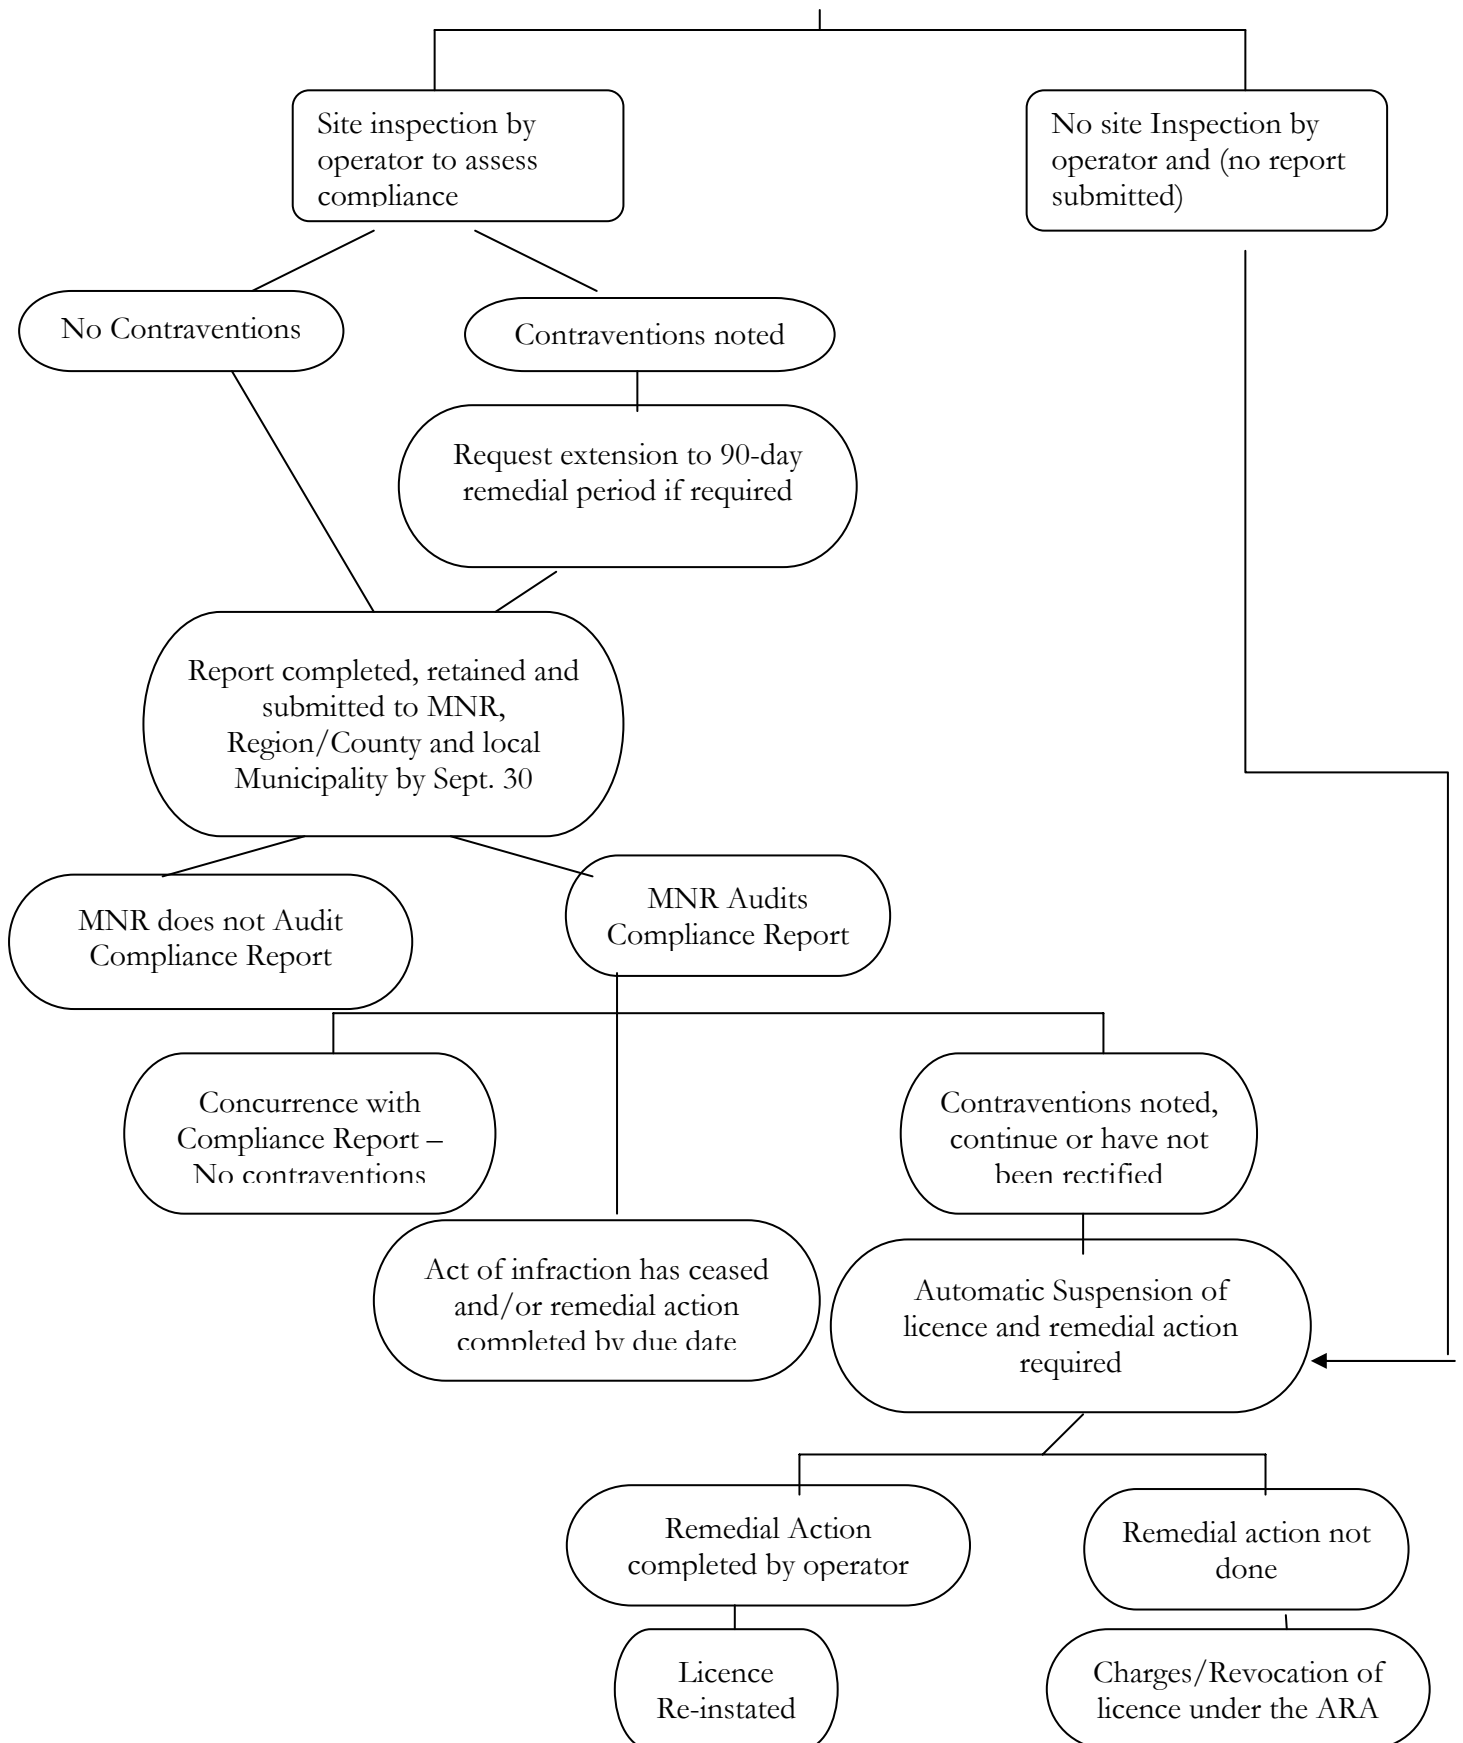 Site inspection by
operator to assess
compliance
No site Inspection by
operator and (no report
submitted)
No Contraventions
Contraventions noted
Request extension to 90-day
remedial period if required
Report completed, retained and
submitted to MNR,
Region/County and local
Municipality by Sept. 30
MNR does not Audit
Compliance Report
MNR Audits
Compliance Report
Concurrence with
Compliance Report –
No contraventions
Contraventions noted,
continue or have not
been rectified
Act of infraction has ceased
and/or remedial action
completed by due date
Automatic Suspension of
licence and remedial action
required
Remedial Action
completed by operator
Remedial action not
done
Licence
Re-instated
Charges/Revocation of
licence under the ARA